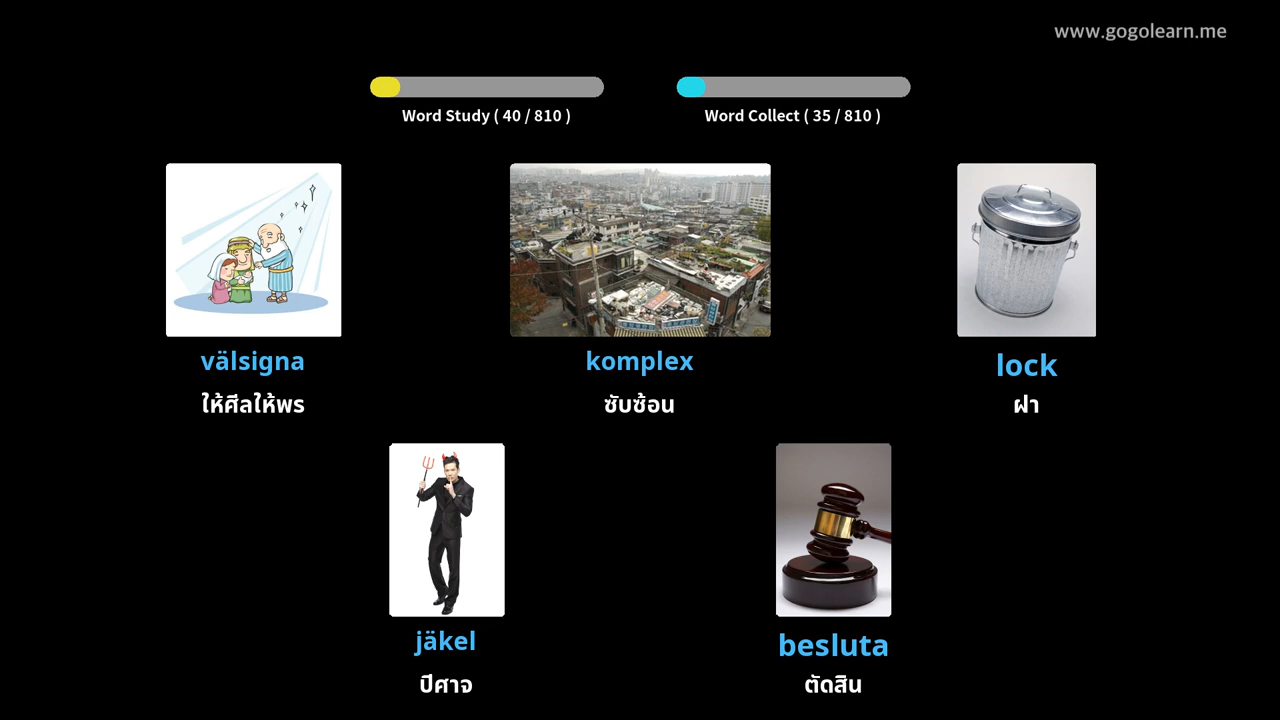 www.gogolearn.me
Word Study ( 40 / 810 )
Word Collect ( 35 / 810 )
välsigna
komplex
lock
ให้ศีลให้พร
ซับซ้อน
ฝา
jäkel
besluta
ปีศาจ
ตัดสิน